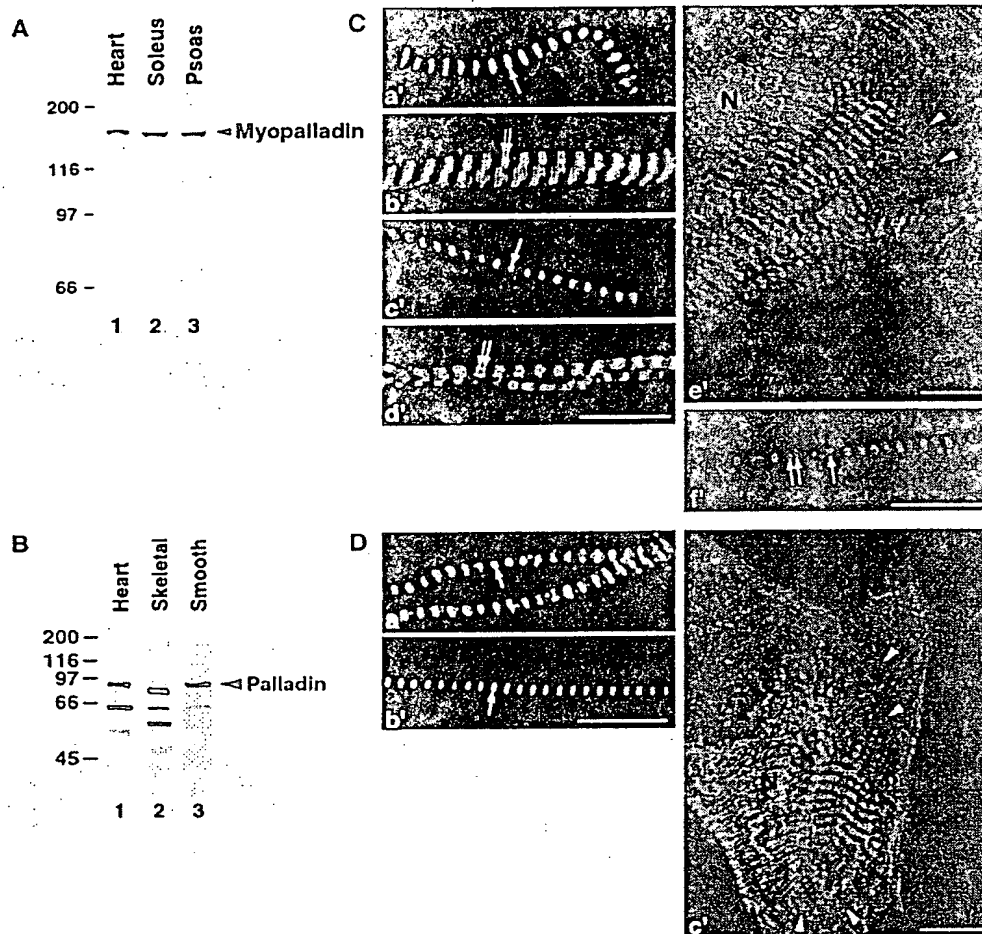 A
Heart
Soleus
Psoas
200
116
97
66
Myopalladin
1 2 3
C
a'
b'
c'
d'
N
e'
f'
B
Heart
Skeletal
Smooth
200
116
97
66
45
Palladin
1 2 3
D
a'
b'
c'